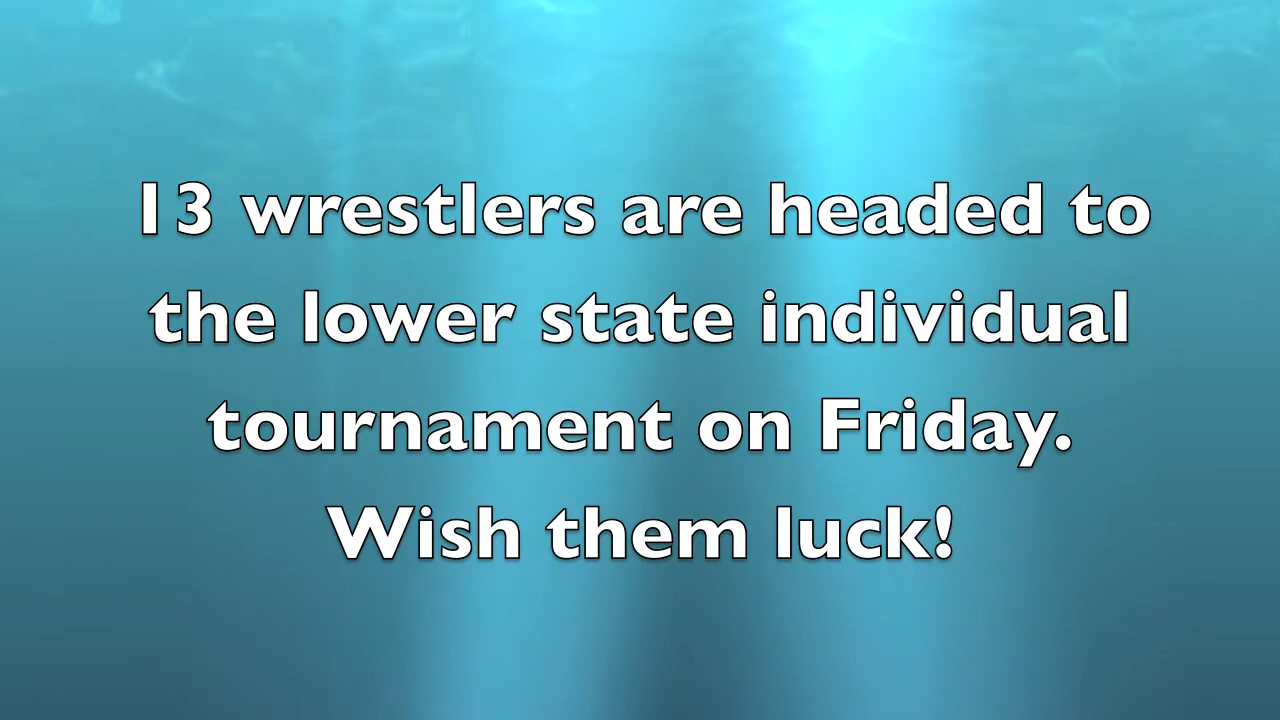 13 wrestlers are headed to
the lower state individual
tournament on Friday.
Wish them luck!